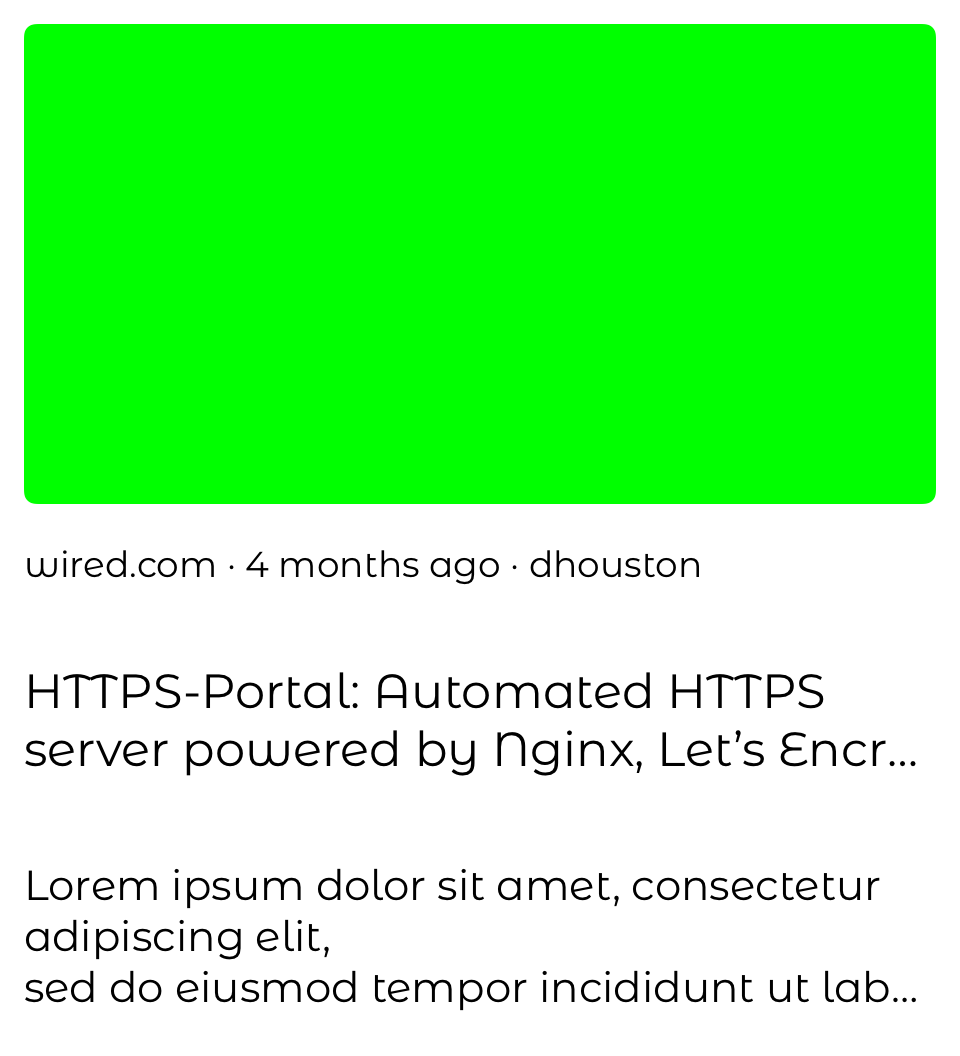 wired.com · 4 months ago · dhouston
HTTPS-Portal: Automated HTTPS
server powered by Nginx, Let’s Encr...
Lorem ipsum dolor sit amet, consectetur
adipiscing elit,
sed do eiusmod tempor incididunt ut lab...